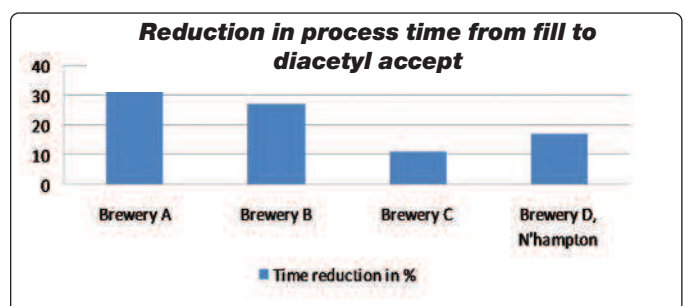 Reduction in process time from fill to
diacetyl accept
40
30
20
10
0
Brewery A
Brewery B
Brewery C
Brewery D,
N'hampton
Time reduction in %